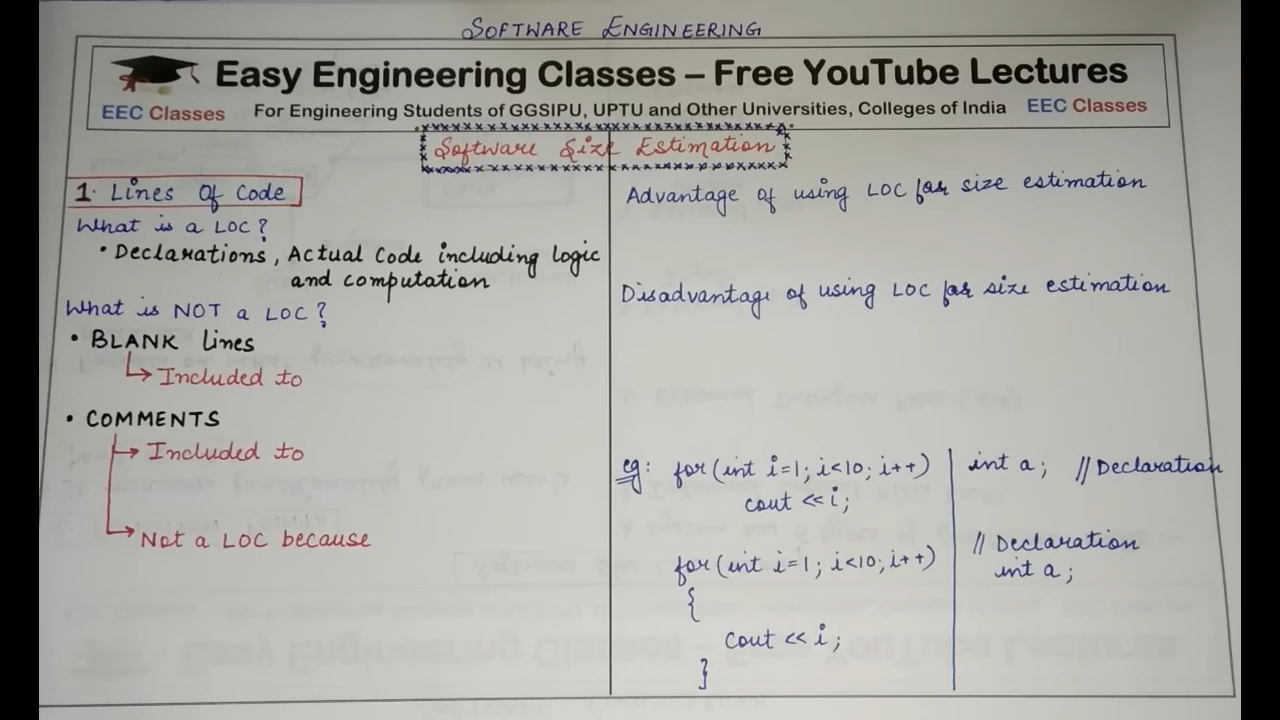 SOFTWARE ENGINEERING
Easy Engineering Classes – Free YouTube Lectures
EEC Classes
For Engineering Students of GGSIPU, UPTU and Other Universities, Colleges of India
EEC Classes
Software Size Estimation
1. Lines Of Code
What is a LOC?
• Declarations, Actual Code including logic
and computation
What is NOT a LOC?
• BLANK lines
↳ Included to
• COMMENTS
↳ Included to
↳ Not a LOC because
Advantage of using LOC for size estimation
Disadvantage of using LOC for size estimation
eg: for(int i=1; i<10; i++)
cout << i;
for(int i=1; i<10; i++)
{
cout << i;
}
int a; // Declaration
// Declaration
int a;